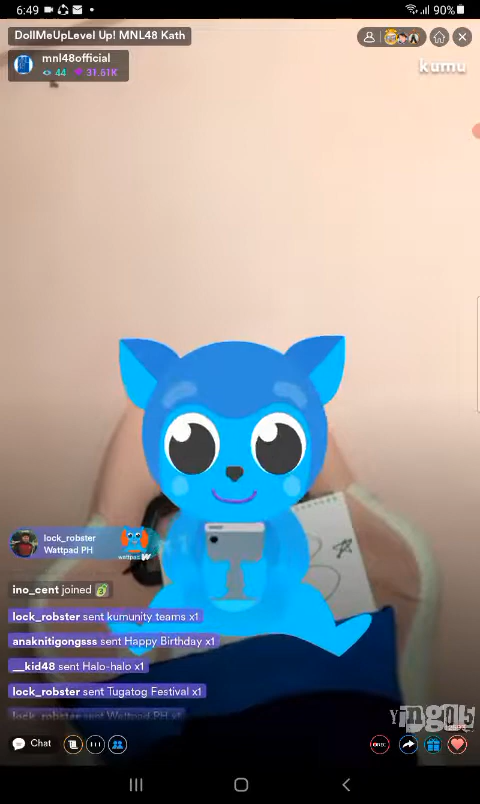 6:49
90%
DollMeUpLevel Up! MNL48 Kath
mnl48official
44 31.61K
kumu
lock_robster
Wattpad PH
wattpad W
x1
ino_cent joined
lock_robster sent kumunity teams x1
anaknitigongsss sent Happy Birthday x1
__kid48 sent Halo-halo x1
lock_robster sent Tugatog Festival x1
lock_robster sent Wattpad PH x1
Chat